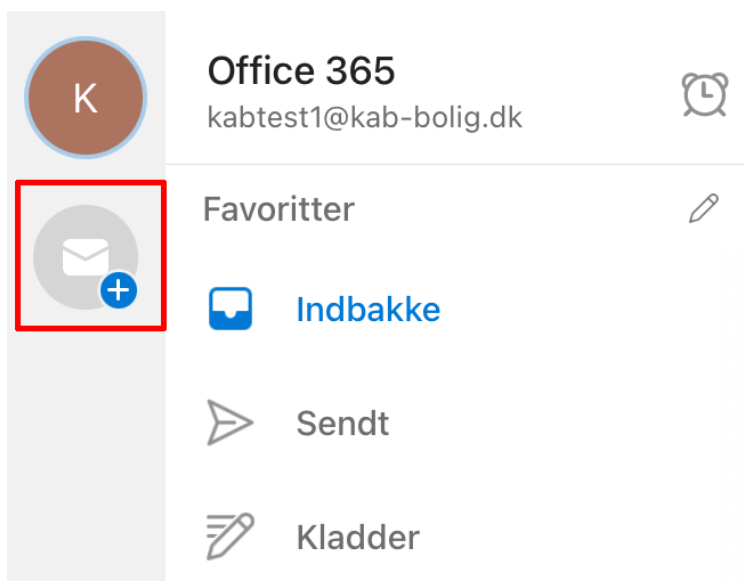 K
Office 365
kabtest1@kab-bolig.dk
Favoritter
Indbakke
Sendt
Kladder